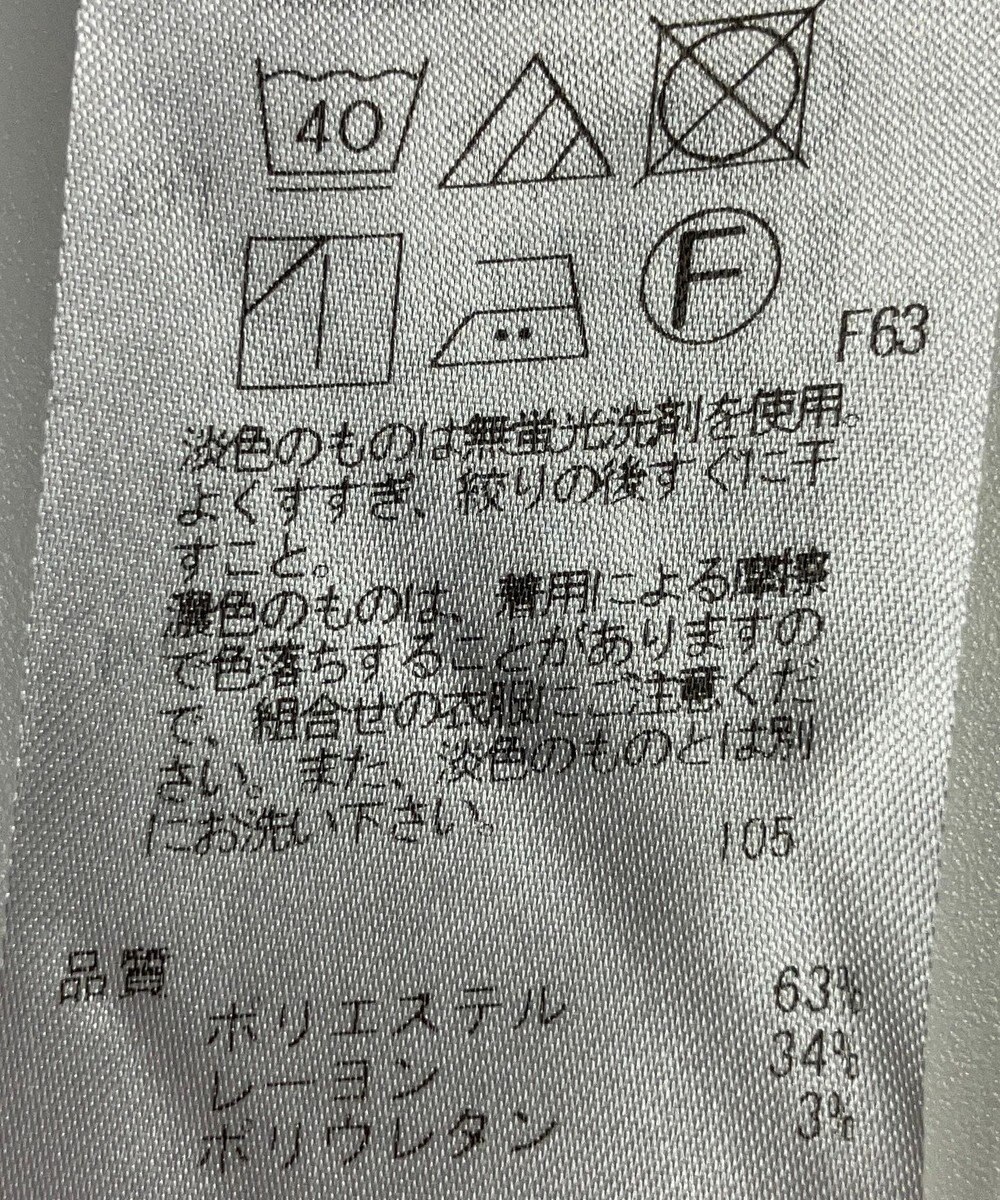 40
F
F63
淡色のものは無蛍光洗剤を使用。
よくすすぎ、絞りの後すぐに干
すこと。
濃色のものは、着用による摩擦
で色落ちすることがありますの
で、組合せの衣服にご注意くだ
さい。また、淡色のものとは別
にお洗い下さい。
105
品質
ポリエステル 63%
レーヨン 34%
ポリウレタン 3%